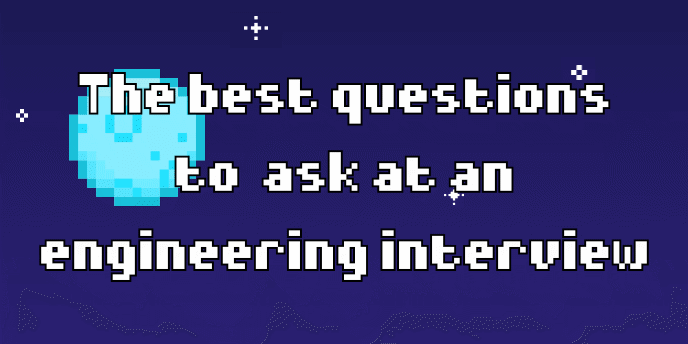 The best questions
to ask at an
engineering interview